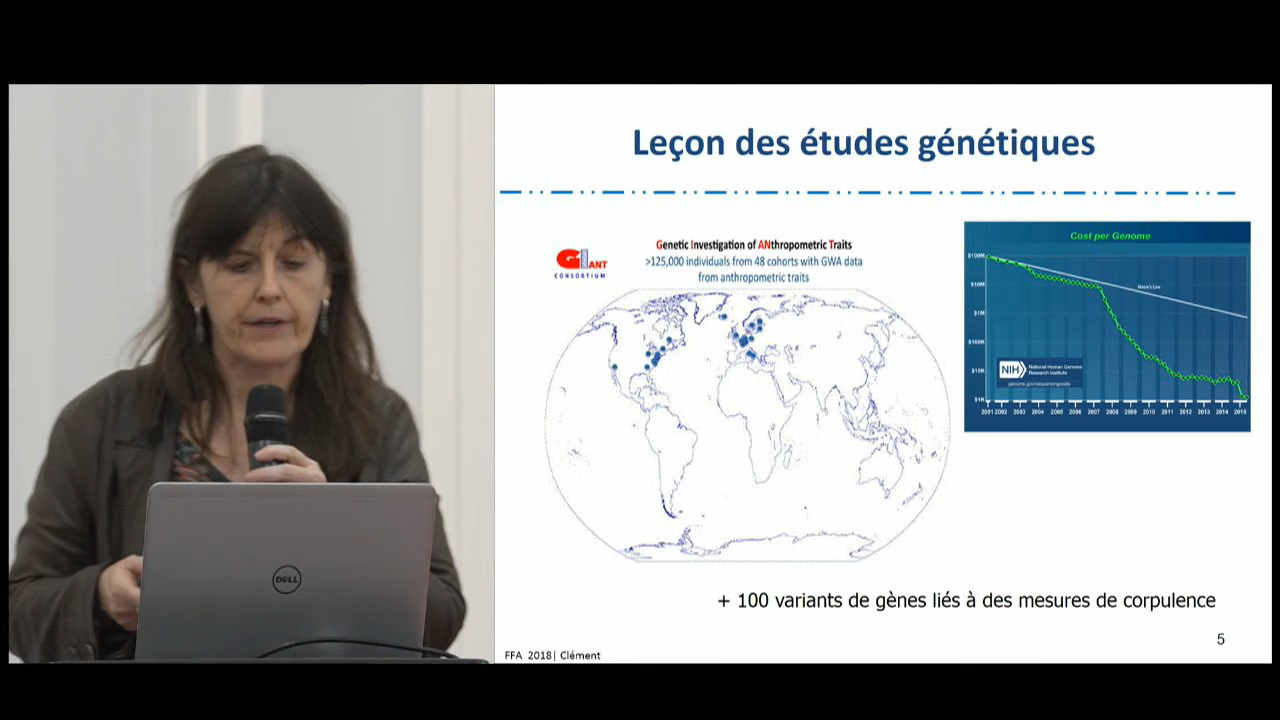 Leçon des études génétiques
GIANT
CONSORTIUM
Genetic Investigation of ANthropometric Traits
>125,000 individuals from 48 cohorts with GWA data
from anthropometric traits
Cost per Genome
$100M
$10M
$1M
$100K
$10K
$1K
Moore's Law
NIH
National Human Genome
Research Institute
genome.gov/sequencingcosts
2001 2002 2003 2004 2005 2006 2007 2008 2009 2010 2011 2012 2013 2014 2015
+ 100 variants de gènes liés à des mesures de corpulence
5
FFA 2018| Clément
DELL